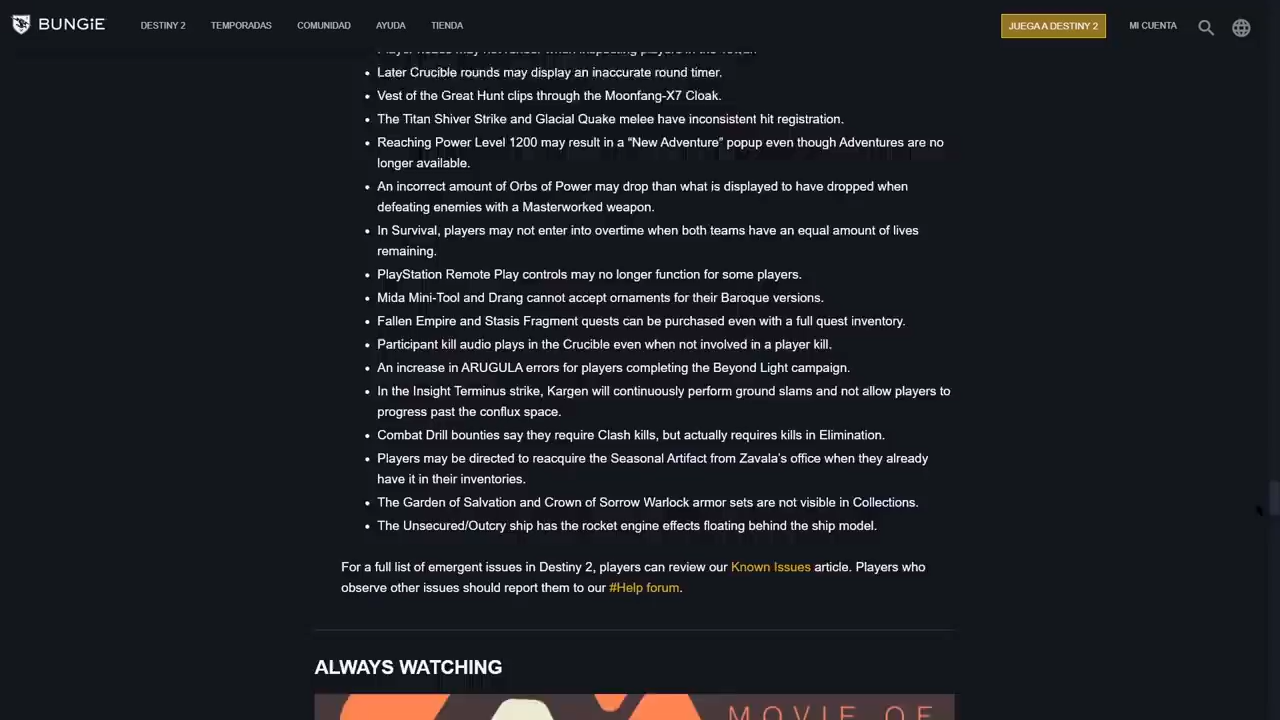 BUNGiE
DESTINY 2
TEMPORADAS
COMUNIDAD
AYUDA
TIENDA
JUEGA A DESTINY 2
MI CUENTA
Later Crucible rounds may display an inaccurate round timer.
Vest of the Great Hunt clips through the Moonfang-X7 Cloak.
The Titan Shiver Strike and Glacial Quake melee have inconsistent hit registration.
Reaching Power Level 1200 may result in a “New Adventure” popup even though Adventures are no
longer available.
An incorrect amount of Orbs of Power may drop than what is displayed to have dropped when
defeating enemies with a Masterworked weapon.
In Survival, players may not enter into overtime when both teams have an equal amount of lives
remaining.
PlayStation Remote Play controls may no longer function for some players.
Mida Mini-Tool and Drang cannot accept ornaments for their Baroque versions.
Fallen Empire and Stasis Fragment quests can be purchased even with a full quest inventory.
Participant kill audio plays in the Crucible even when not involved in a player kill.
An increase in ARUGULA errors for players completing the Beyond Light campaign.
In the Insight Terminus strike, Kargen will continuously perform ground slams and not allow players to
progress past the conflux space.
Combat Drill bounties say they require Clash kills, but actually requires kills in Elimination.
Players may be directed to reacquire the Seasonal Artifact from Zavala’s office when they already
have it in their inventories.
The Garden of Salvation and Crown of Sorrow Warlock armor sets are not visible in Collections.
The Unsecured/Outcry ship has the rocket engine effects floating behind the ship model.
For a full list of emergent issues in Destiny 2, players can review our Known Issues article. Players who
observe other issues should report them to our #Help forum.
ALWAYS WATCHING
MOVIE OF